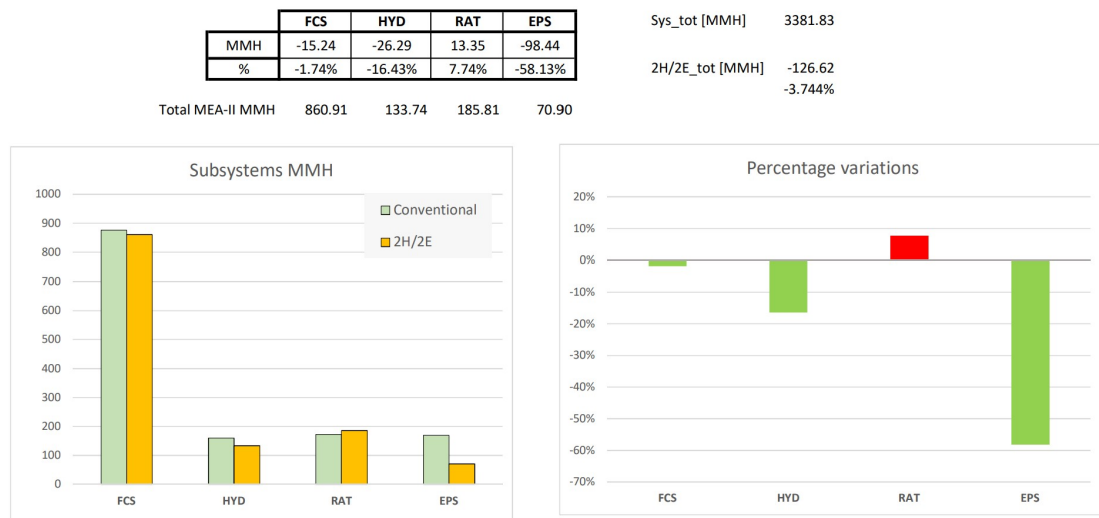 FCS HYD RAT EPS
MMH -15.24 -26.29 13.35 -98.44
% -1.74% -16.43% 7.74% -58.13%
Total MEA-II MMH 860.91 133.74 185.81 70.90
Sys_tot [MMH] 3381.83
2H/2E_tot [MMH] -126.62
-3.744%
Subsystems MMH
1000
900
800
700
600
500
400
300
200
100
0
Conventional
2H/2E
FCS HYD RAT EPS
Percentage variations
20%
10%
0%
-10%
-20%
-30%
-40%
-50%
-60%
-70%
FCS HYD RAT EPS